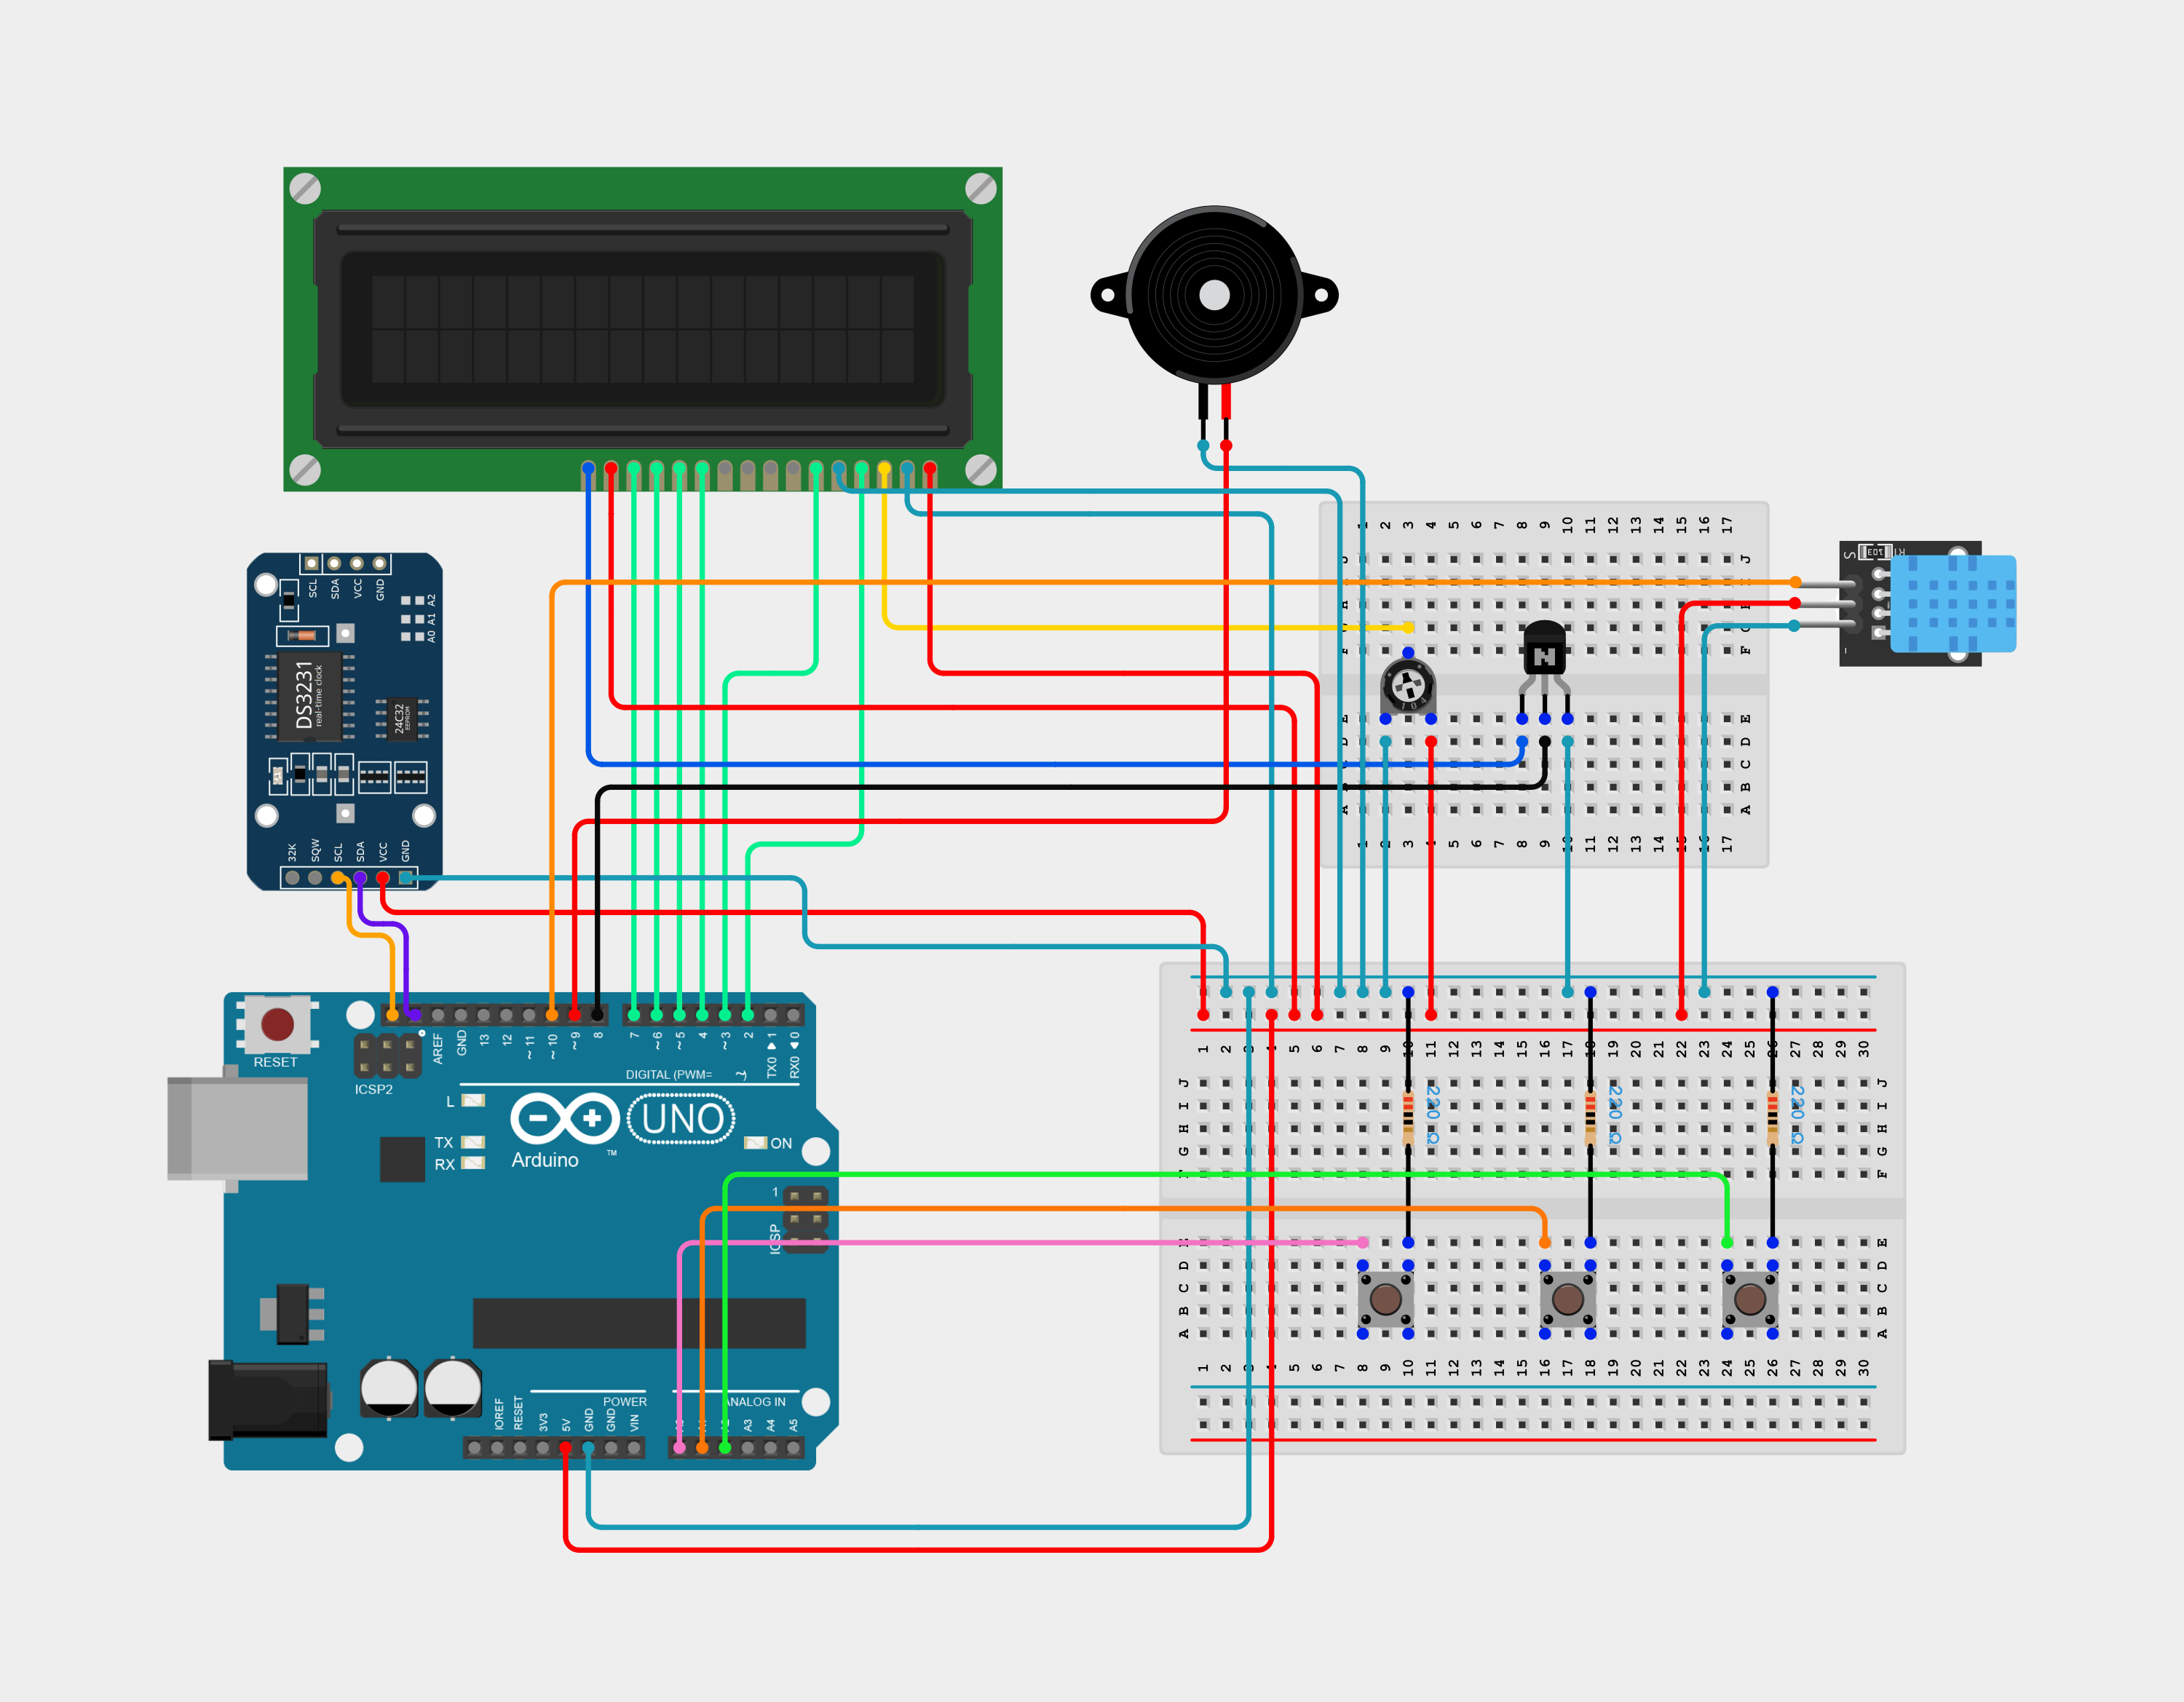 SCL
SDA
VCC
GND
A2
A1
A0
DS3231
real-time clock
24C32
EEPROM
32K
SQW
SCL
SDA
VCC
GND
1 2 3 4 5 6 7 8 9 10 11 12 13 14 15 16 17
J
F
E
D
C
B
A
2 3 4 5 6 7 8 9 11 12 13 14 17
S
103
R1
104
RESET
ICSP2
AREF
GND
13
12
~ 11
~ 10
~ 9
8
7
~ 6
~ 5
4
~ 3
2
TX0 ▸ 1
RX0 ◂ 0
DIGITAL (PWM= ~)
L
TX
RX
UNO
ON
Arduino
™
1
ICSP
POWER
ANALOG IN
IOREF
RESET
3V3
5V
GND
GND
VIN
A3
A4
A5
1 2 3 4 5 6 7 8 9 10 11 12 13 14 15 16 17 18 19 20 21 22 23 24 25 26 27 28 29 30
J J
I I
H H
G G
F
220 Ω
220 Ω
220 Ω
E
D D
C C
B B
A A
1 2 3 4 5 6 7 8 9 10 11 12 13 14 15 16 17 18 19 20 21 22 23 24 25 26 27 28 29 30